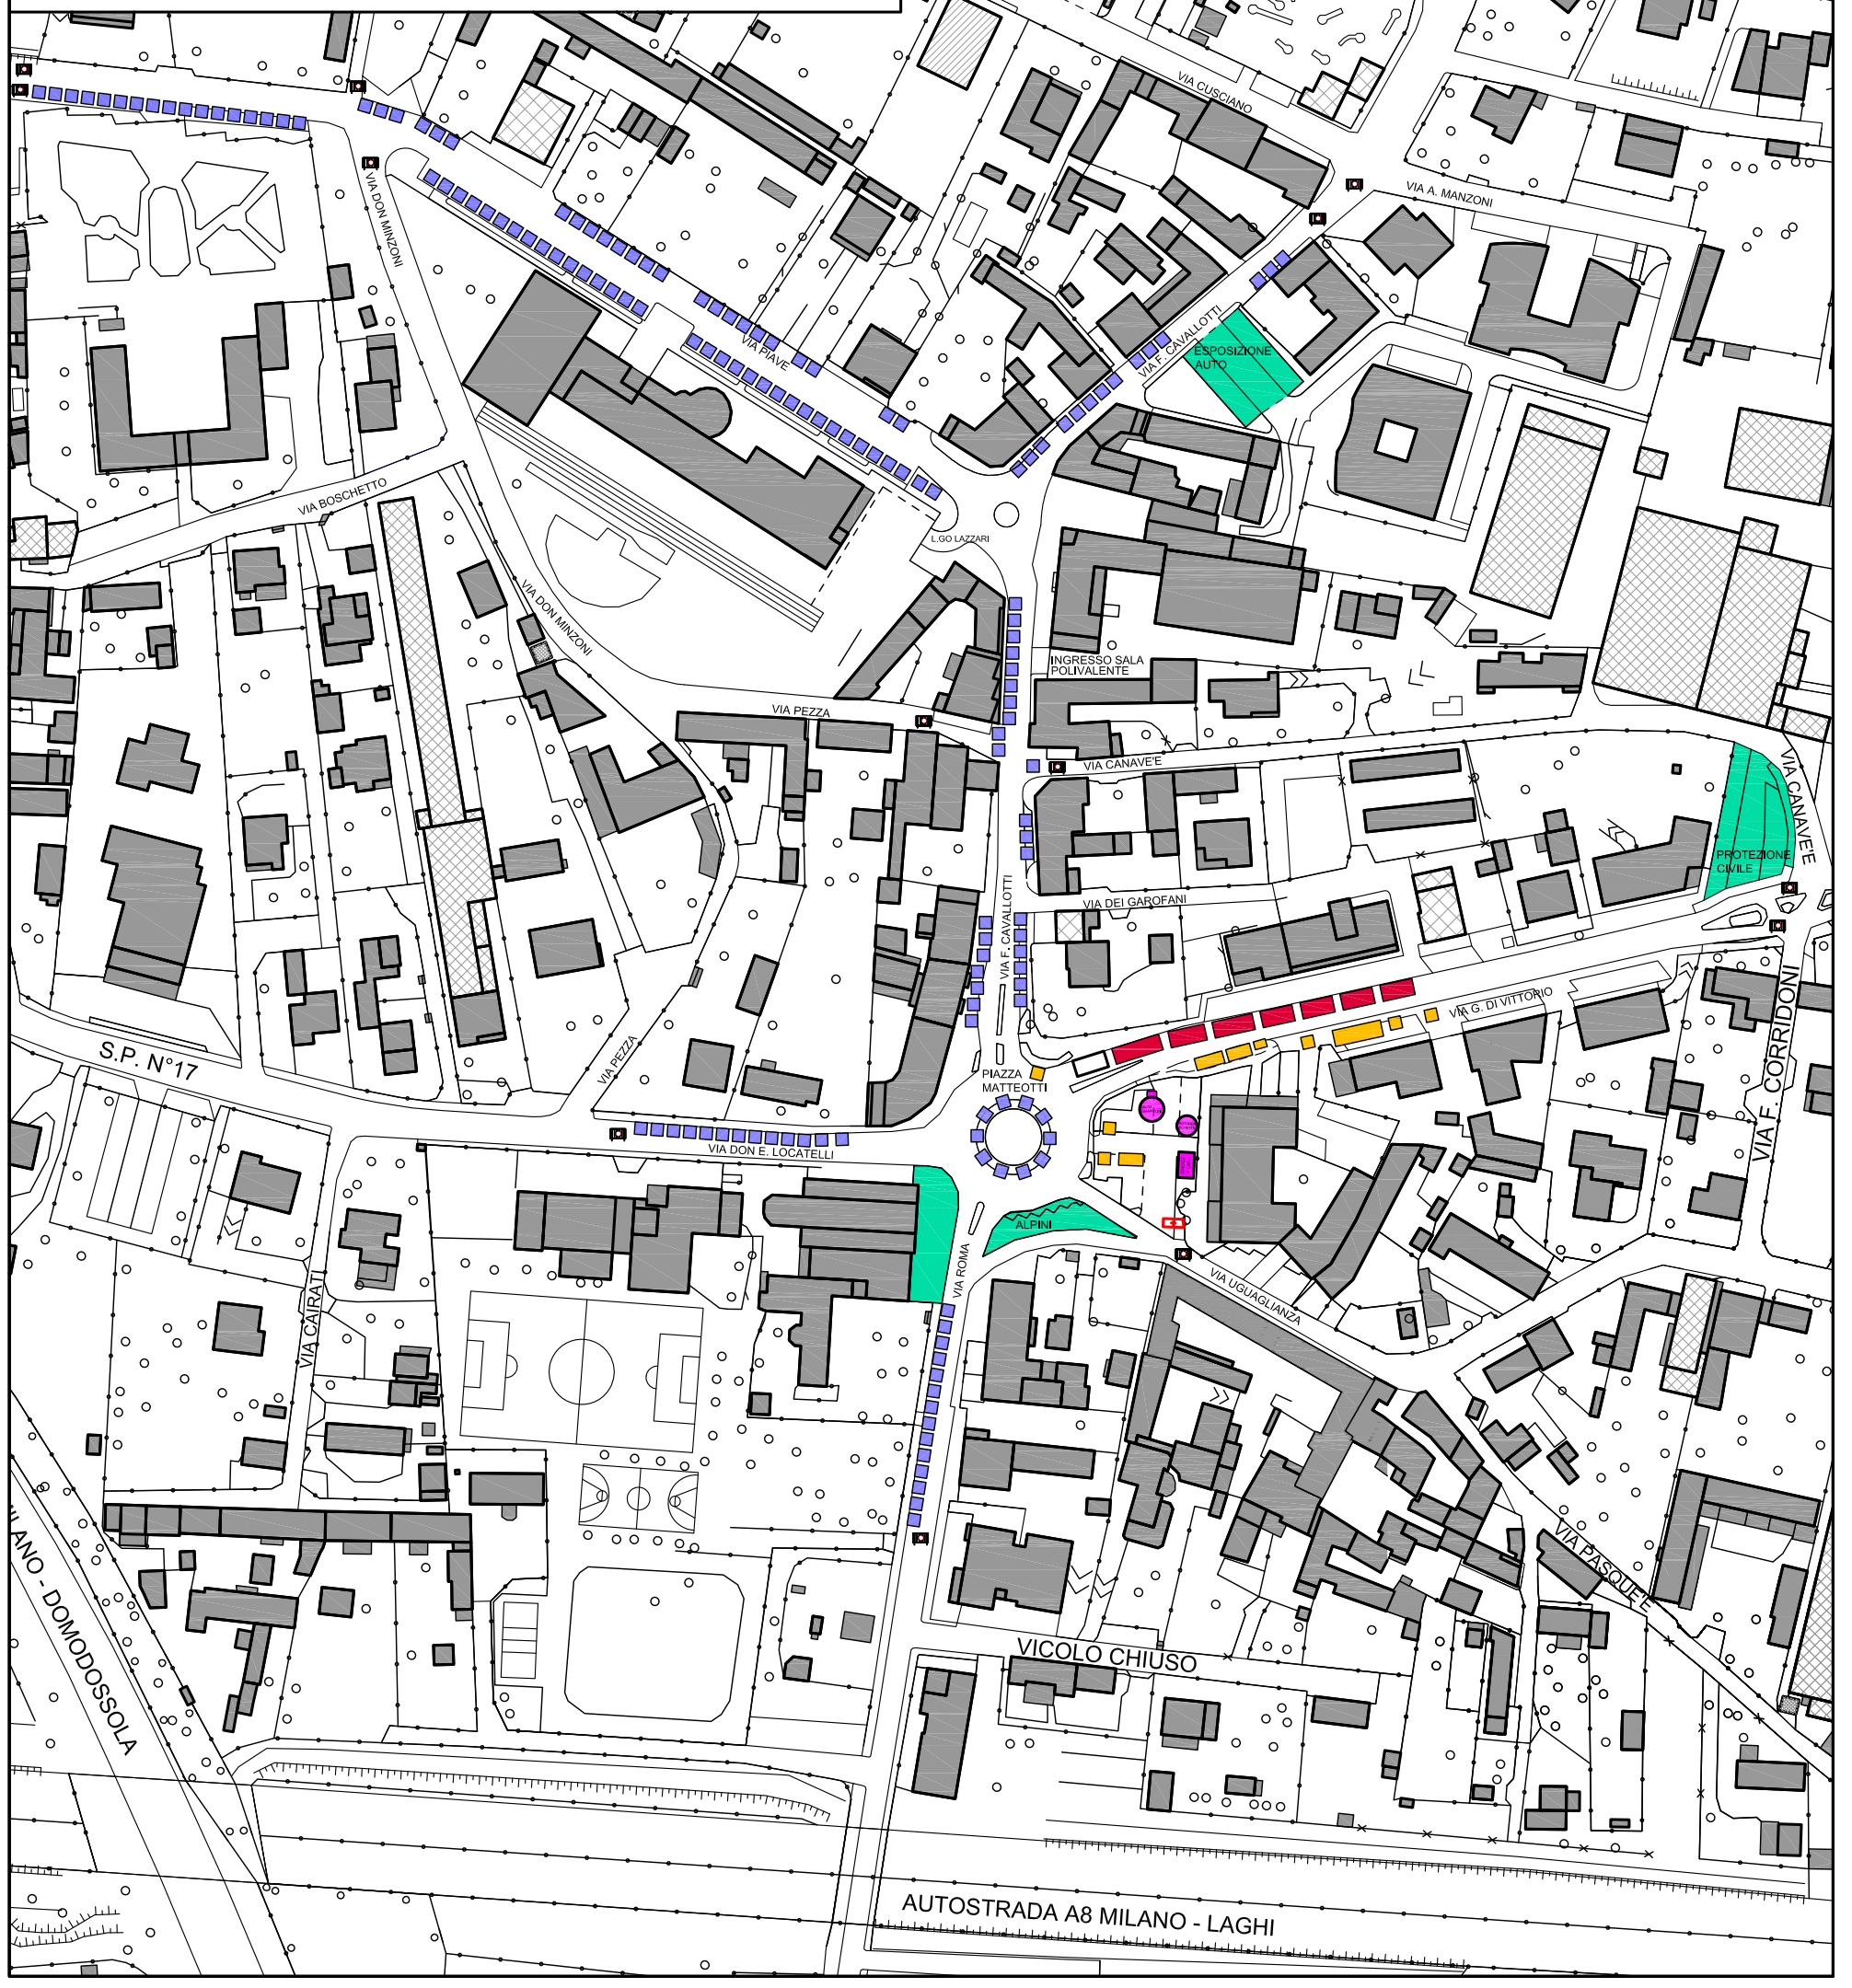 VIA CUSCIANO
VIA A. MANZONI
VIA DON MINZONI
VIA PIAVE
VIA F. CAVALLOTTI
ESPOSIZIONE
AUTO
VIA BOSCHETTO
L.GO LAZZARI
VIA DON MINZONI
INGRESSO SALA
POLIVALENTE
VIA PEZZA
VIA CANAVE'E
VIA CANAVE'E
PROTEZIONE
CIVILE
VIA DEI GAROFANI
VIA F. CAVALLOTTI
VIA G. DI VITTORIO
VIA F. CORRIDONI
S.P. N°17
VIA PEZZA
PIAZZA
MATTEOTTI
VIA DON E. LOCATELLI
ALPINI
VIA ROMA
VIA UGUAGLIANZA
VIA CAIRATI
VIA PASQUE'E
VICOLO CHIUSO
ILANO - DOMODOSSOLA
AUTOSTRADA A8 MILANO - LAGHI